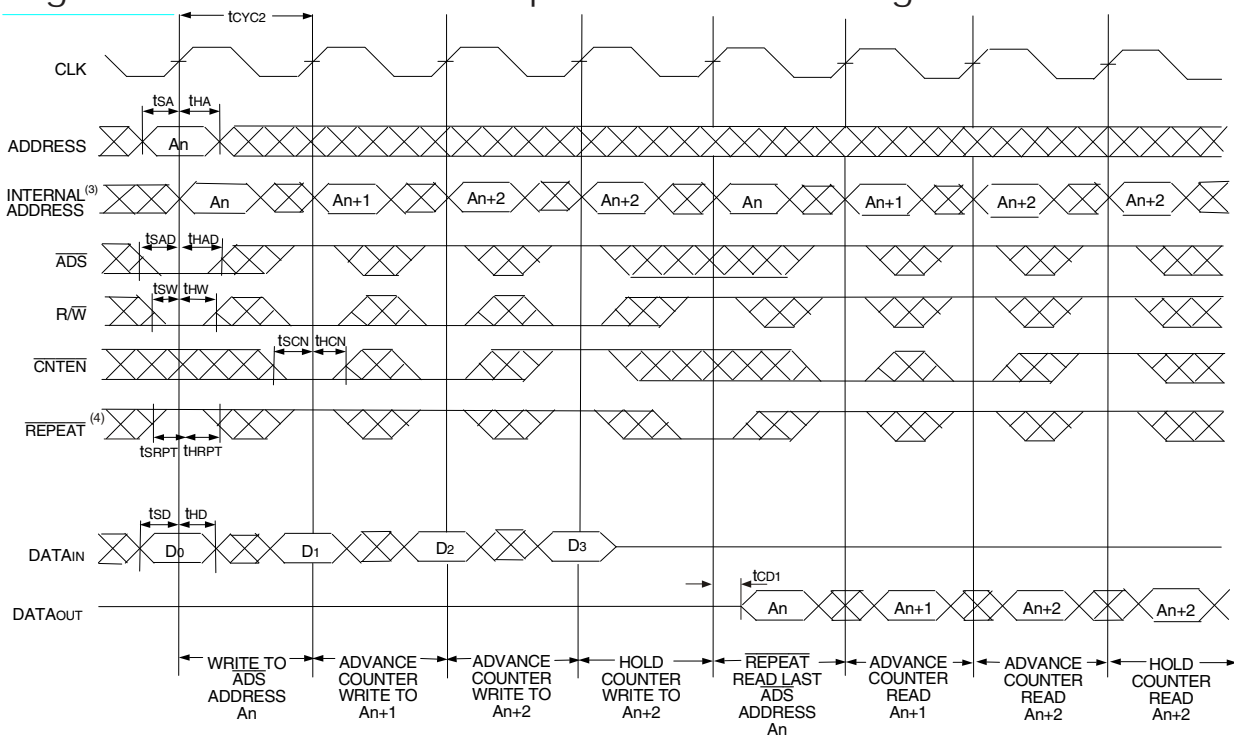 tCYC2
CLK
tSA tHA
ADDRESS An
INTERNAL(3) ADDRESS An An+1 An+2 An+2 An An+1 An+2 An+2
tSAD tHAD
ADS
tSW tHW
R/W
tSCN tHCN
CNTEN
REPEAT (4)
tSRPT tHRPT
tSD tHD
DATAIN D0 D1 D2 D3
tCD1
DATAOUT An An+1 An+2 An+2
WRITE TO
ADS
ADDRESS
An
ADVANCE
COUNTER
WRITE TO
An+1
ADVANCE
COUNTER
WRITE TO
An+2
HOLD
COUNTER
WRITE TO
An+2
REPEAT
READ LAST
ADS
ADDRESS
An
ADVANCE
COUNTER
READ
An+1
ADVANCE
COUNTER
READ
An+2
HOLD
COUNTER
READ
An+2